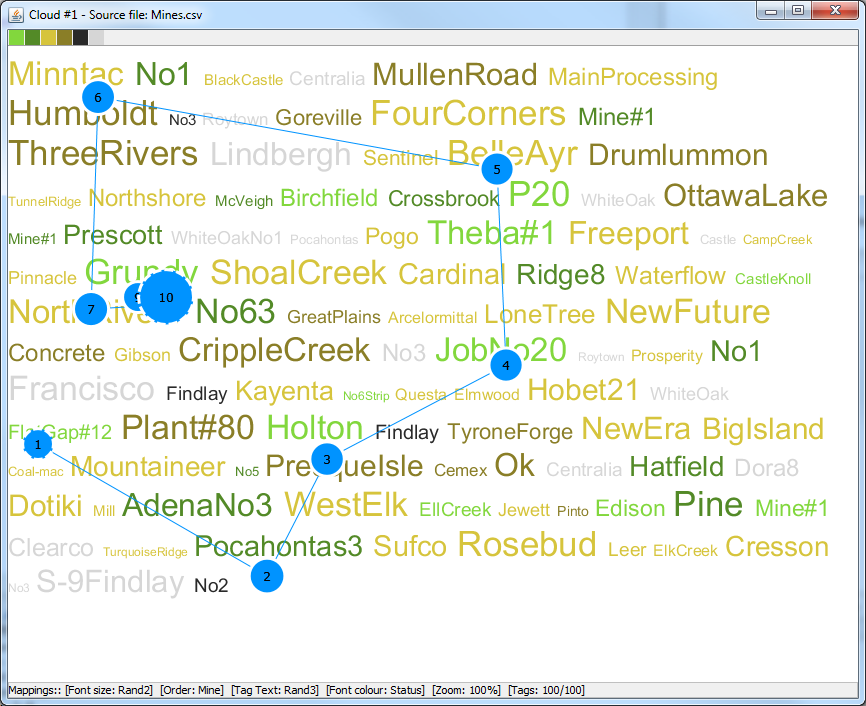 Cloud #1 - Source file: Mines.csv
Minntac No1 BlackCastle Centralia MullenRoad MainProcessing
6
Humboldt No3 Roytown Goreville FourCorners Mine#1
ThreeRivers Lindbergh Sentinel BelleAyr Drumlummon
5
TunnelRidge Northshore McVeigh Birchfield Crossbrook P20 WhiteOak OttawaLake
Mine#1 Prescott WhiteOakNo1 Pocahontas Pogo Theba#1 Freeport Castle CampCreek
Pinnacle Grundy ShoalCreek Cardinal Ridge8 Waterflow CastleKnoll
7 9 10
No63 GreatPlains Arcelormittal LoneTree NewFuture
Concrete Gibson CrippleCreek No3 JobNo20 Roytown Prosperity No1
4
Francisco Findlay Kayenta No6Strip Questa Elmwood Hobet21 WhiteOak
Plant#80 Holton Findlay TyroneForge NewEra BigIsland
1
Coal-mac Mountaineer No5 PresqueIsle Cemex Ok Centralia Hatfield Dora8
3
Dotiki Mill AdenaNo3 WestElk EllCreek Jewett Pinto Edison Pine Mine#1
Clearco TurquoiseRidge Pocahontas3 Sufco Rosebud Leer ElkCreek Cresson
No3 S-9Findlay No2
2
Mappings:: [Font size: Rand2] [Order: Mine] [Tag Text: Rand3] [Font colour: Status] [Zoom: 100%] [Tags: 100/100]